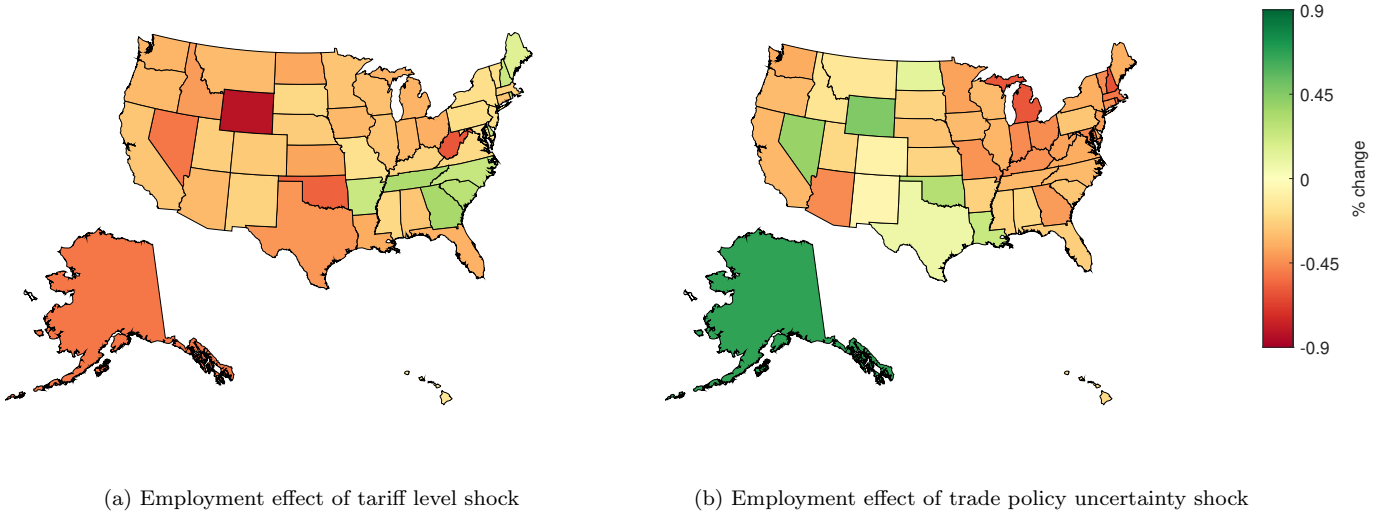 0.9
0.45
0
-0.45
-0.9
% change
(a) Employment effect of tariff level shock
(b) Employment effect of trade policy uncertainty shock